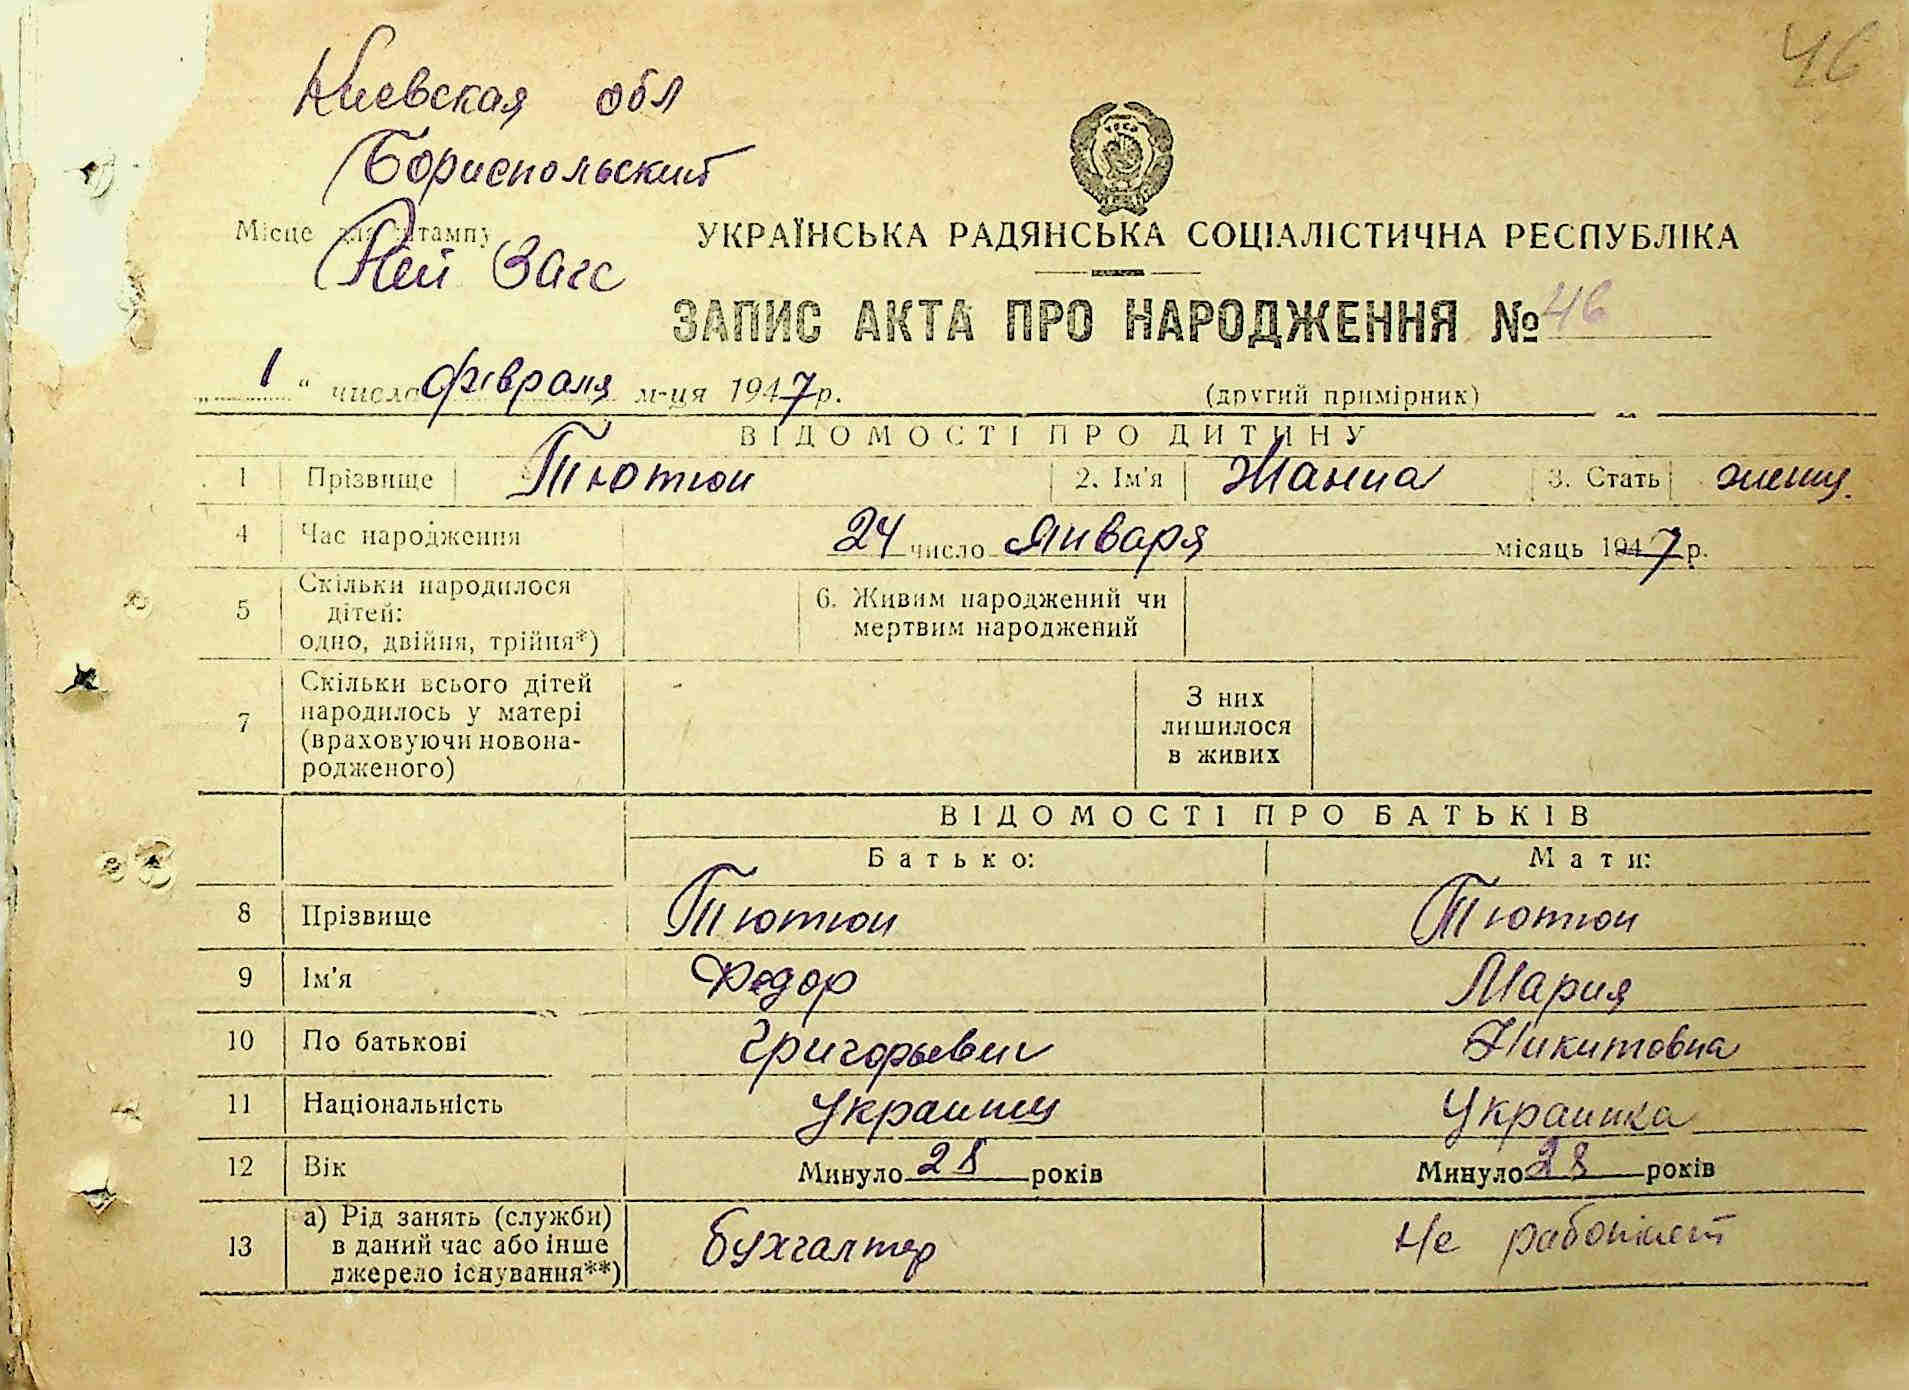 46
Киевская обл
Бориспольский
Місце для штампу
Рай Загс
УКРАЇНСЬКА РАДЯНСЬКА СОЦІАЛІСТИЧНА РЕСПУБЛІКА
ЗАПИС АКТА ПРО НАРОДЖЕННЯ № 46
„ 1 “ число февраля м-ця 1947 р.
(другий примірник)
ВІДОМОСТІ ПРО ДИТИНУ
1 Прізвище Тютюн 2. Ім'я Жанна 3. Стать женщ.
4 Час народження 24 число Января місяць 1947 р.
5 Скільки народилося дітей: одно, двійня, трійня*) 6. Живим народжений чи мертвим народжений
7 Скільки всього дітей народилось у матері (враховуючи новонародженого) З них лишилося в живих
ВІДОМОСТІ ПРО БАТЬКІВ
Батько: Мати:
8 Прізвище Тютюн Тютюн
9 Ім'я Федор Мария
10 По батькові Григорьевич Никитовна
11 Національність Украинец Украинка
12 Вік Минуло 28 років Минуло 28 років
13 а) Рід занять (служби) в даний час або інше джерело існування**) бухгалтер не работает